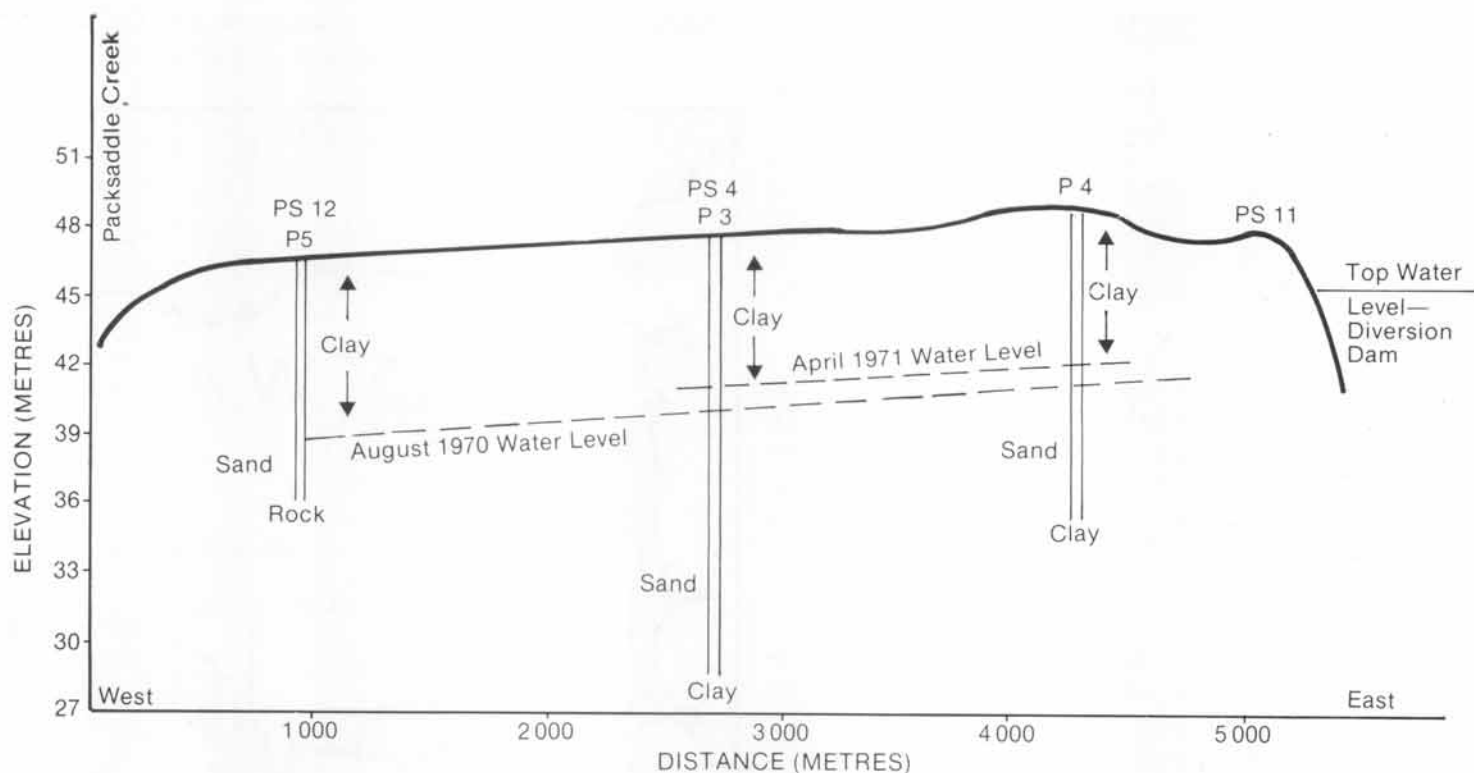 Packsaddle Creek
ELEVATION (METRES)
51
48
45
42
39
36
33
30
27
PS 12
P5
PS 4
P 3
P 4
PS 11
Top Water
Level—
Diversion
Dam
Clay
Clay
Clay
April 1971 Water Level
August 1970 Water Level
Sand
Rock
Sand
Clay
Sand
Clay
West
East
1 000
2 000
3 000
4 000
5 000
DISTANCE (METRES)